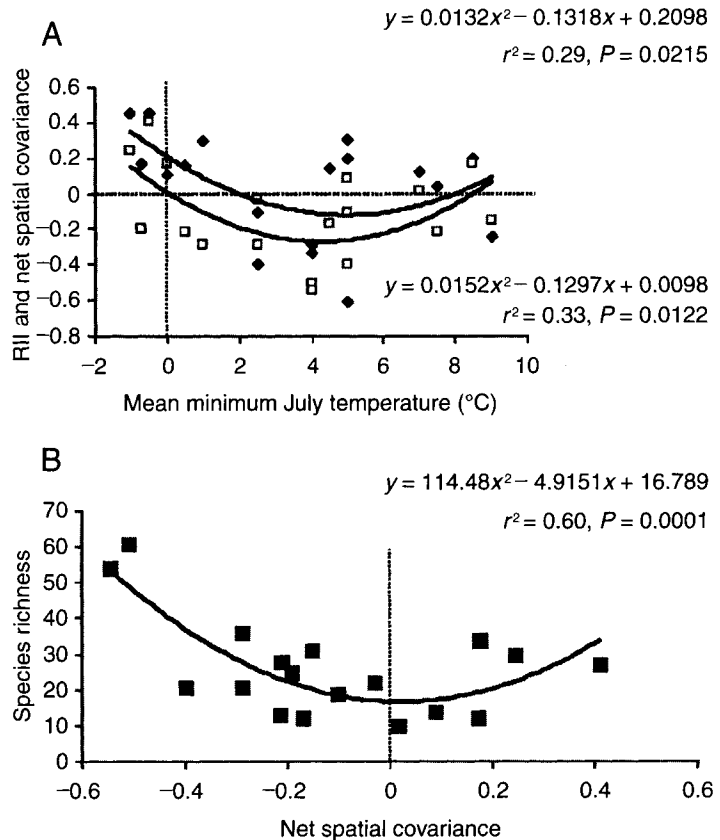 A
y = 0.0132x² − 0.1318x + 0.2098
r² = 0.29, P = 0.0215
RII and net spatial covariance
0.6
0.4
0.2
0
−0.2
−0.4
−0.6
−0.8
y = 0.0152x² − 0.1297x + 0.0098
r² = 0.33, P = 0.0122
−2 0 2 4 6 8 10
Mean minimum July temperature (°C)
B
y = 114.48x² − 4.9151x + 16.789
r² = 0.60, P = 0.0001
Species richness
70
60
50
40
30
20
10
0
−0.6 −0.4 −0.2 0 0.2 0.4 0.6
Net spatial covariance